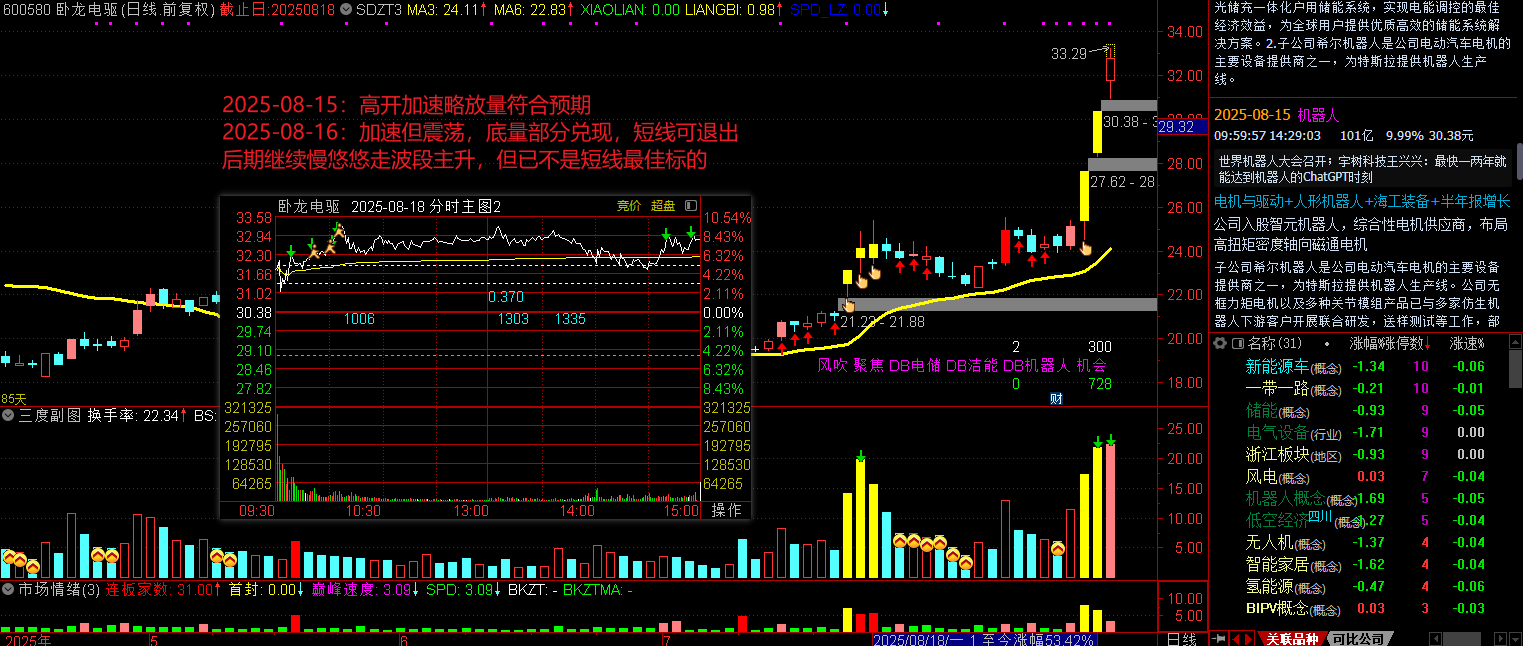 600580 卧龙电驱(日线.前复权) 截止日:20250818 SDZT3 MA3: 24.11↑ MA6: 22.83↑ XIAOLIAN: 0.00 LIANGBI: 0.98↑ SPD_LZ 0.00↓
33.29
2025-08-15：高开加速略放量符合预期
2025-08-16：加速但震荡，底量部分兑现，短线可退出
后期继续慢悠悠走波段主升，但已不是短线最佳标的
34.00
32.00
30.38 - 3
29.32
28.00
27.62 - 28
26.00
24.00
22.00
21.23 - 21.88
20.00
18.00
卧龙电驱 2025-08-18 分时主图2 竞价 超盘
33.58 10.54%
32.94 8.43%
32.30 6.32%
31.66 4.22%
31.02 2.11%
30.38 0.00%
29.74 2.11%
29.10 4.22%
28.46 6.32%
27.82 8.43%
0.370
1006 1303 1335
321325 321325
257060 257060
192795 192795
128530 128530
64265 64265
09:30 10:30 13:00 14:00 15:00 操作
2 300
风吹 聚焦 DB电储 DB洁能 DB机器人 机会
0 728
财
85天
三度副图 换手率: 22.34↑ BS:
25.00
20.00
15.00
10.00
5.00
市场情绪(3) 连板家数: 31.00↑ 首封: 0.00↓ 巅峰速度: 3.09↓ SPD: 3.09↓ BKZT: - BKZTMA: -
10.00
5.00
2025年 5 6 7 2025/08/18/一 1 至今涨幅53.42% 日线
光储充一体化户用储能系统，实现电能调控的最佳
经济效益，为全球用户提供优质高效的储能系统解
决方案。2.子公司希尔机器人是公司电动汽车电机的
主要设备提供商之一，为特斯拉提供机器人生产
线。
2025-08-15 机器人
09:59:57 14:29:03 101亿 9.99% 30.38元
世界机器人大会召开；宇树科技王兴兴：最快一两年就
能达到机器人的ChatGPT时刻
电机与驱动+人形机器人+海工装备+半年报增长
公司入股智元机器人，综合性电机供应商，布局
高扭矩密度轴向磁通电机
子公司希尔机器人是公司电动汽车电机的主要设备
提供商之一，为特斯拉提供机器人生产线。公司无
框力矩电机以及多种关节模组产品已与多家仿生机
器人下游客户开展联合研发，送样测试等工作，部
名称(31) • 涨幅%涨停数↓ 涨速%
新能源车(概念) -1.34 10 -0.06
一带一路(概念) -0.21 10 -0.01
储能(概念) -0.93 9 -0.05
电气设备(行业) -1.71 9 0.00
浙江板块(地区) -0.93 9 0.00
风电(概念) 0.03 7 -0.04
机器人概念(概念)1.69 5 -0.05
低空经济四川(概念)1.27 5 -0.04
无人机(概念) -1.37 4 -0.04
智能家居(概念) -1.62 4 -0.04
氢能源(概念) -0.47 4 -0.06
BIPV概念(概念) 0.03 3 -0.03
关联品种 可比公司